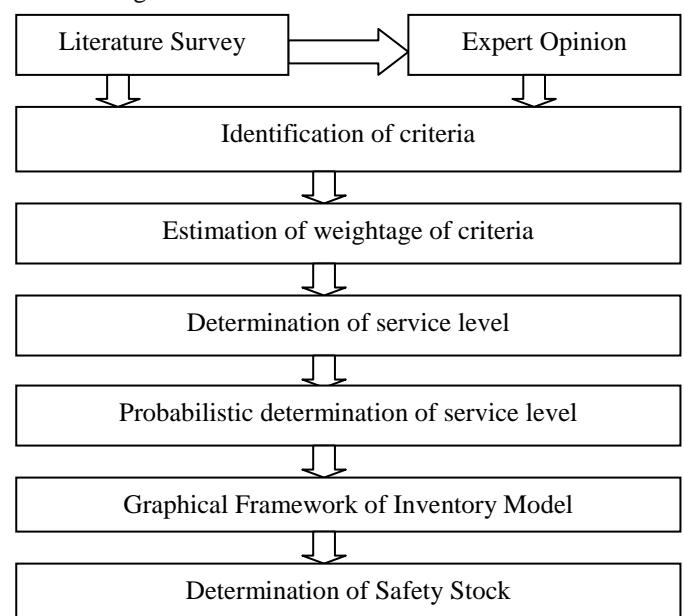 Literature Survey
Expert Opinion
Identification of criteria
Estimation of weightage of criteria
Determination of service level
Probabilistic determination of service level
Graphical Framework of Inventory Model
Determination of Safety Stock